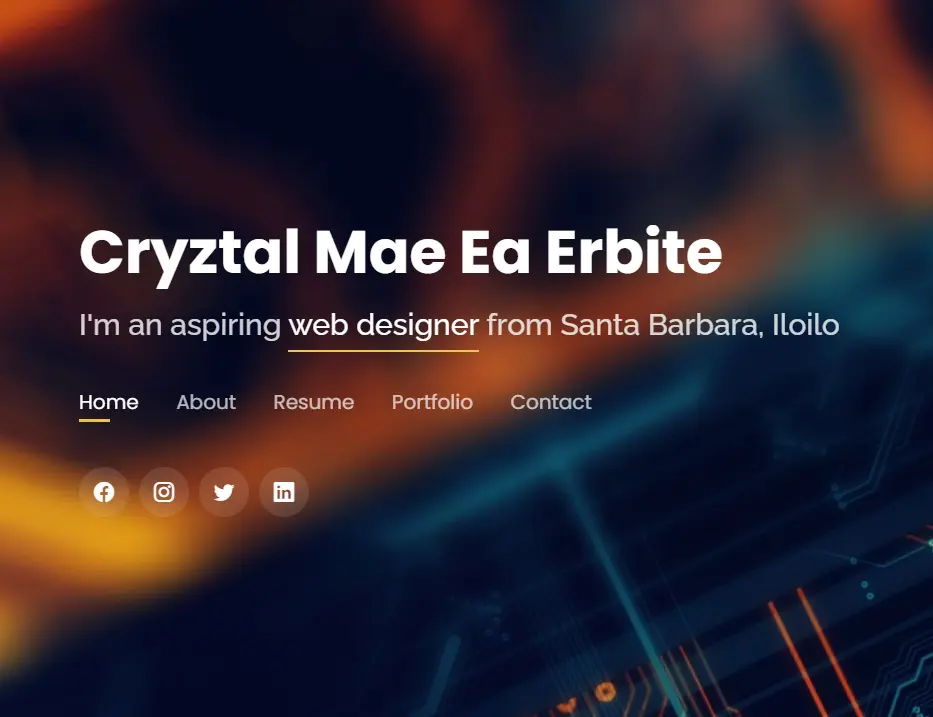 Cryztal Mae Ea Erbite
I'm an aspiring web designer from Santa Barbara, Iloilo
Home About Resume Portfolio Contact